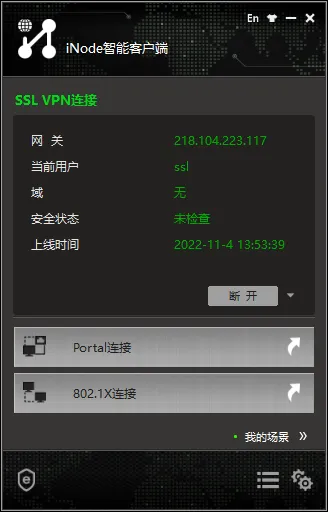 En
iNode智能客户端
SSL VPN连接
网 关 218.104.223.117
当前用户 ssl
域 无
安全状态 未检查
上线时间 2022-11-4 13:53:39
断 开
Portal连接
802.1X连接
我的场景 »
e